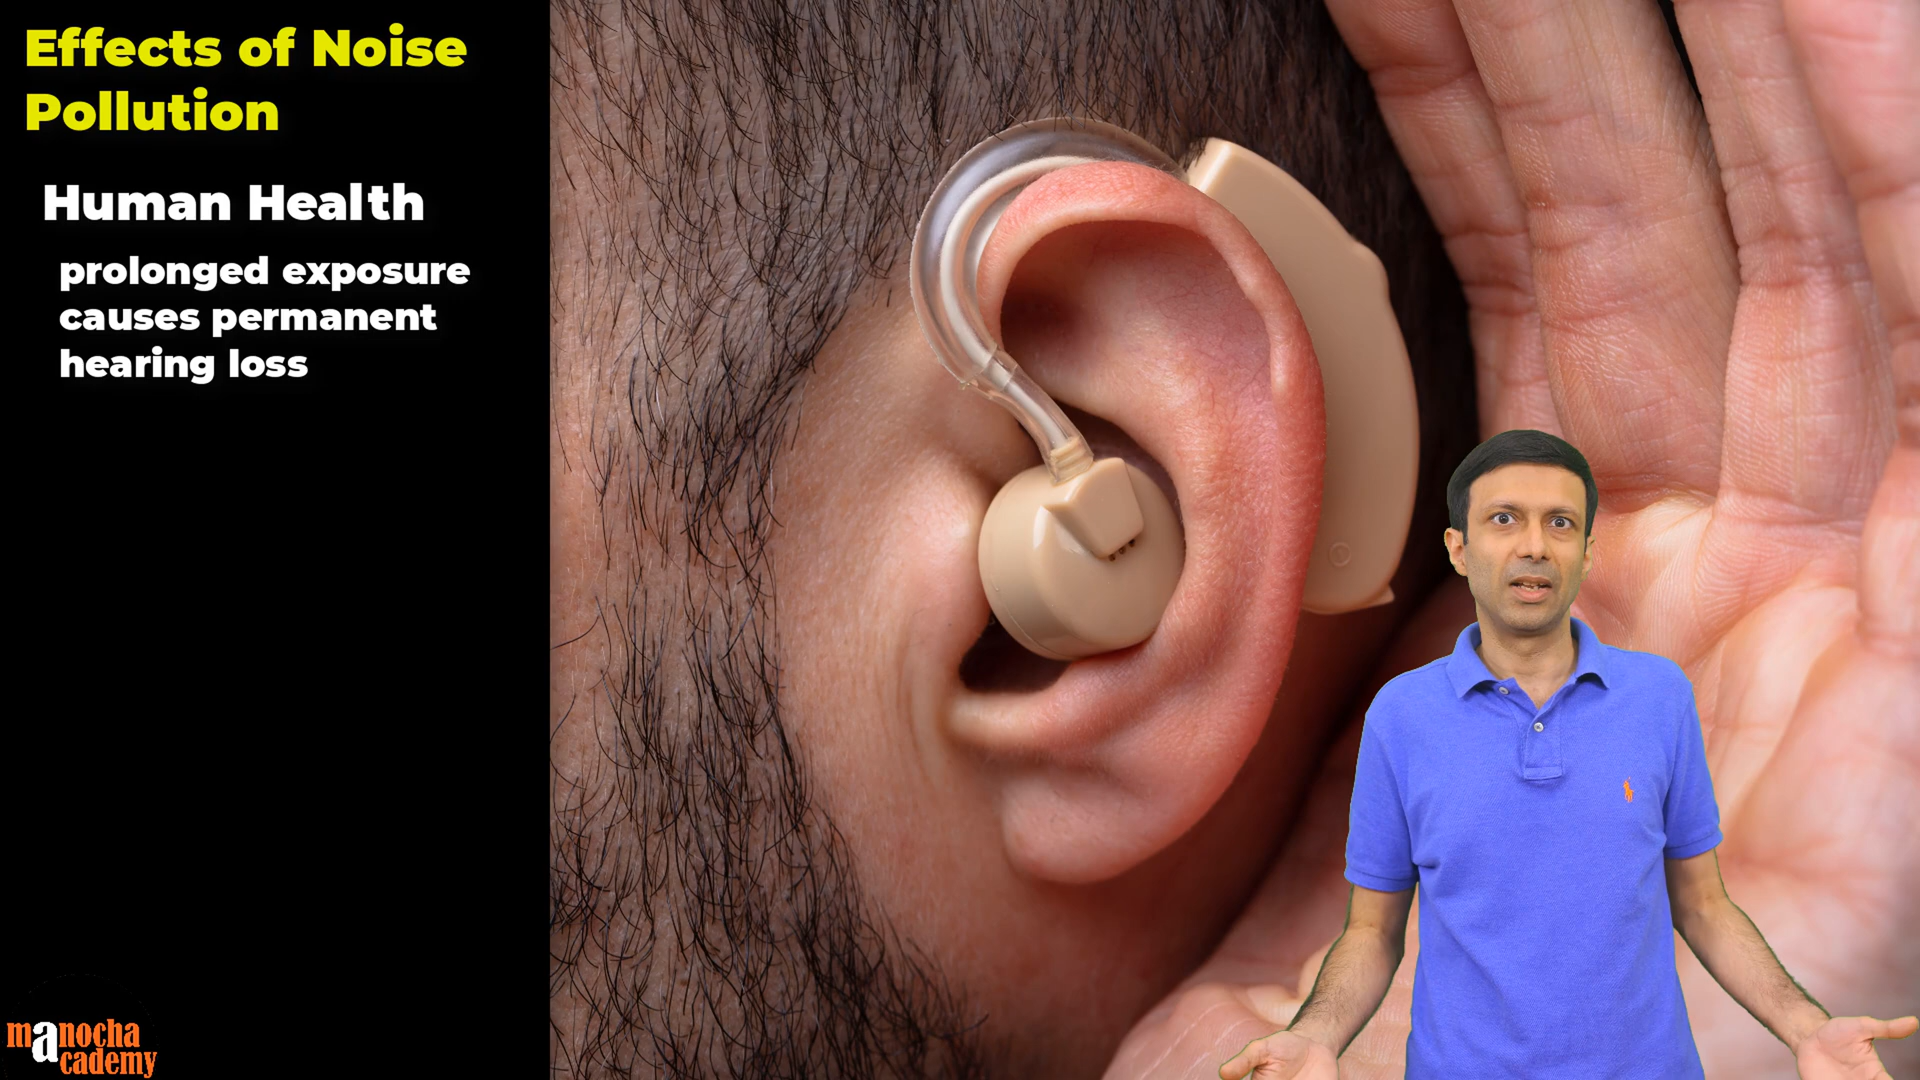 Effects of Noise
Pollution
Human Health
prolonged exposure
causes permanent
hearing loss
manocha
academy